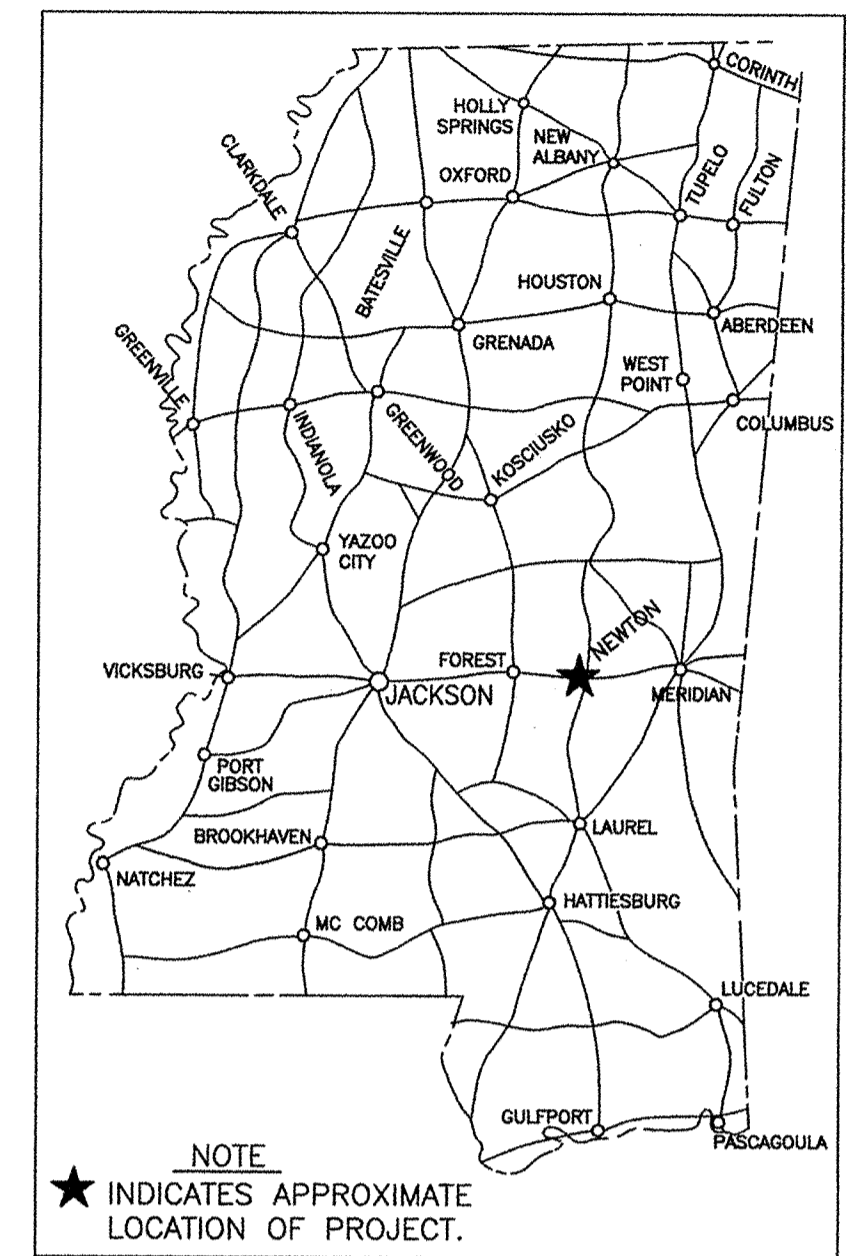 CORINTH
HOLLY
SPRINGS
NEW
ALBANY
CLARKDALE
OXFORD
TUPELO
FULTON
BATESVILLE
HOUSTON
ABERDEEN
GREENVILLE
GRENADA
WEST
POINT
COLUMBUS
INDIANOLA
GREENWOOD
KOSCIUSKO
YAZOO
CITY
NEWTON
VICKSBURG
FOREST
JACKSON
MERIDIAN
PORT
GIBSON
BROOKHAVEN
LAUREL
NATCHEZ
HATTIESBURG
MC COMB
LUCEDALE
GULFPORT
PASCAGOULA
NOTE
INDICATES APPROXIMATE
LOCATION OF PROJECT.